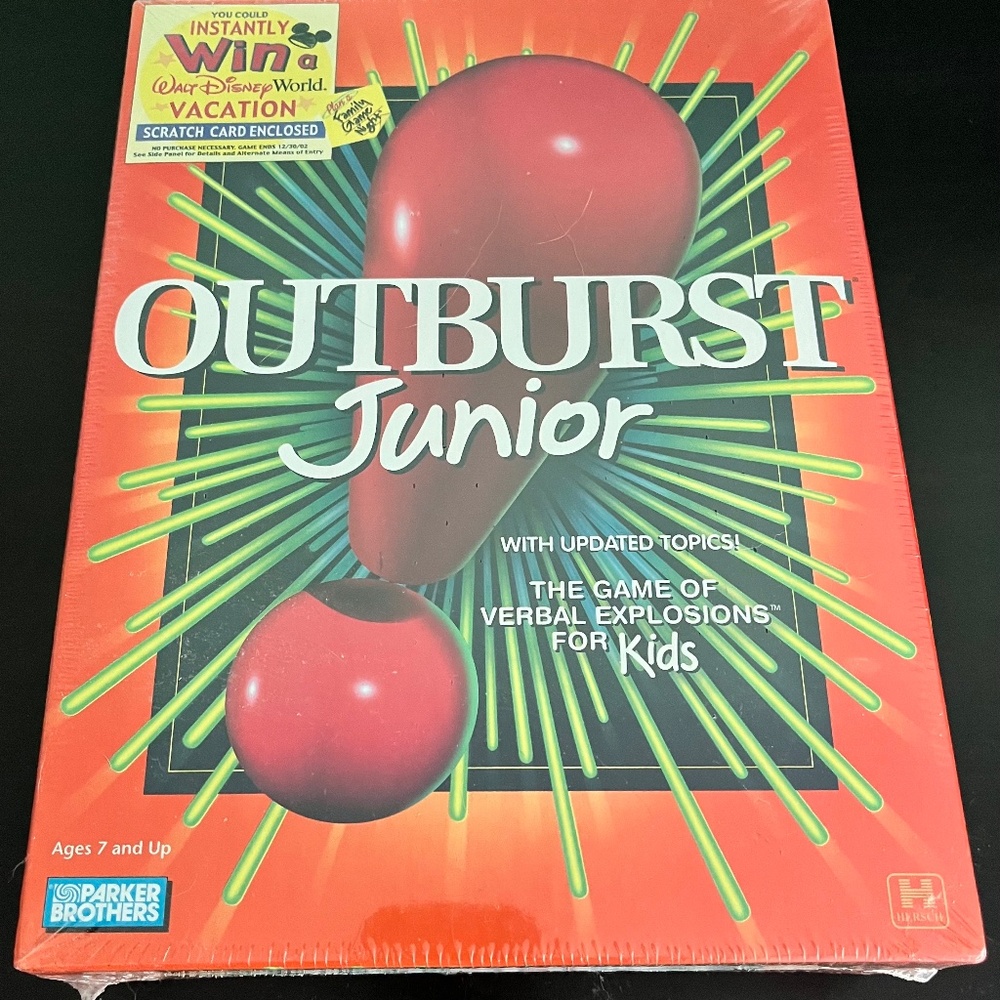 YOU COULD
INSTANTLY
Win a
WALT DISNEY World.
VACATION
SCRATCH CARD ENCLOSED
NO PURCHASE NECESSARY. GAME ENDS 12/30/02
See Side Panel for Details and Alternate Means of Entry
Plan a
Family
Game
Night
OUTBURST
Junior
WITH UPDATED TOPICS!
THE GAME OF
VERBAL EXPLOSIONS™
FOR Kids
Ages 7 and Up
PARKER
BROTHERS
H
HERSCH